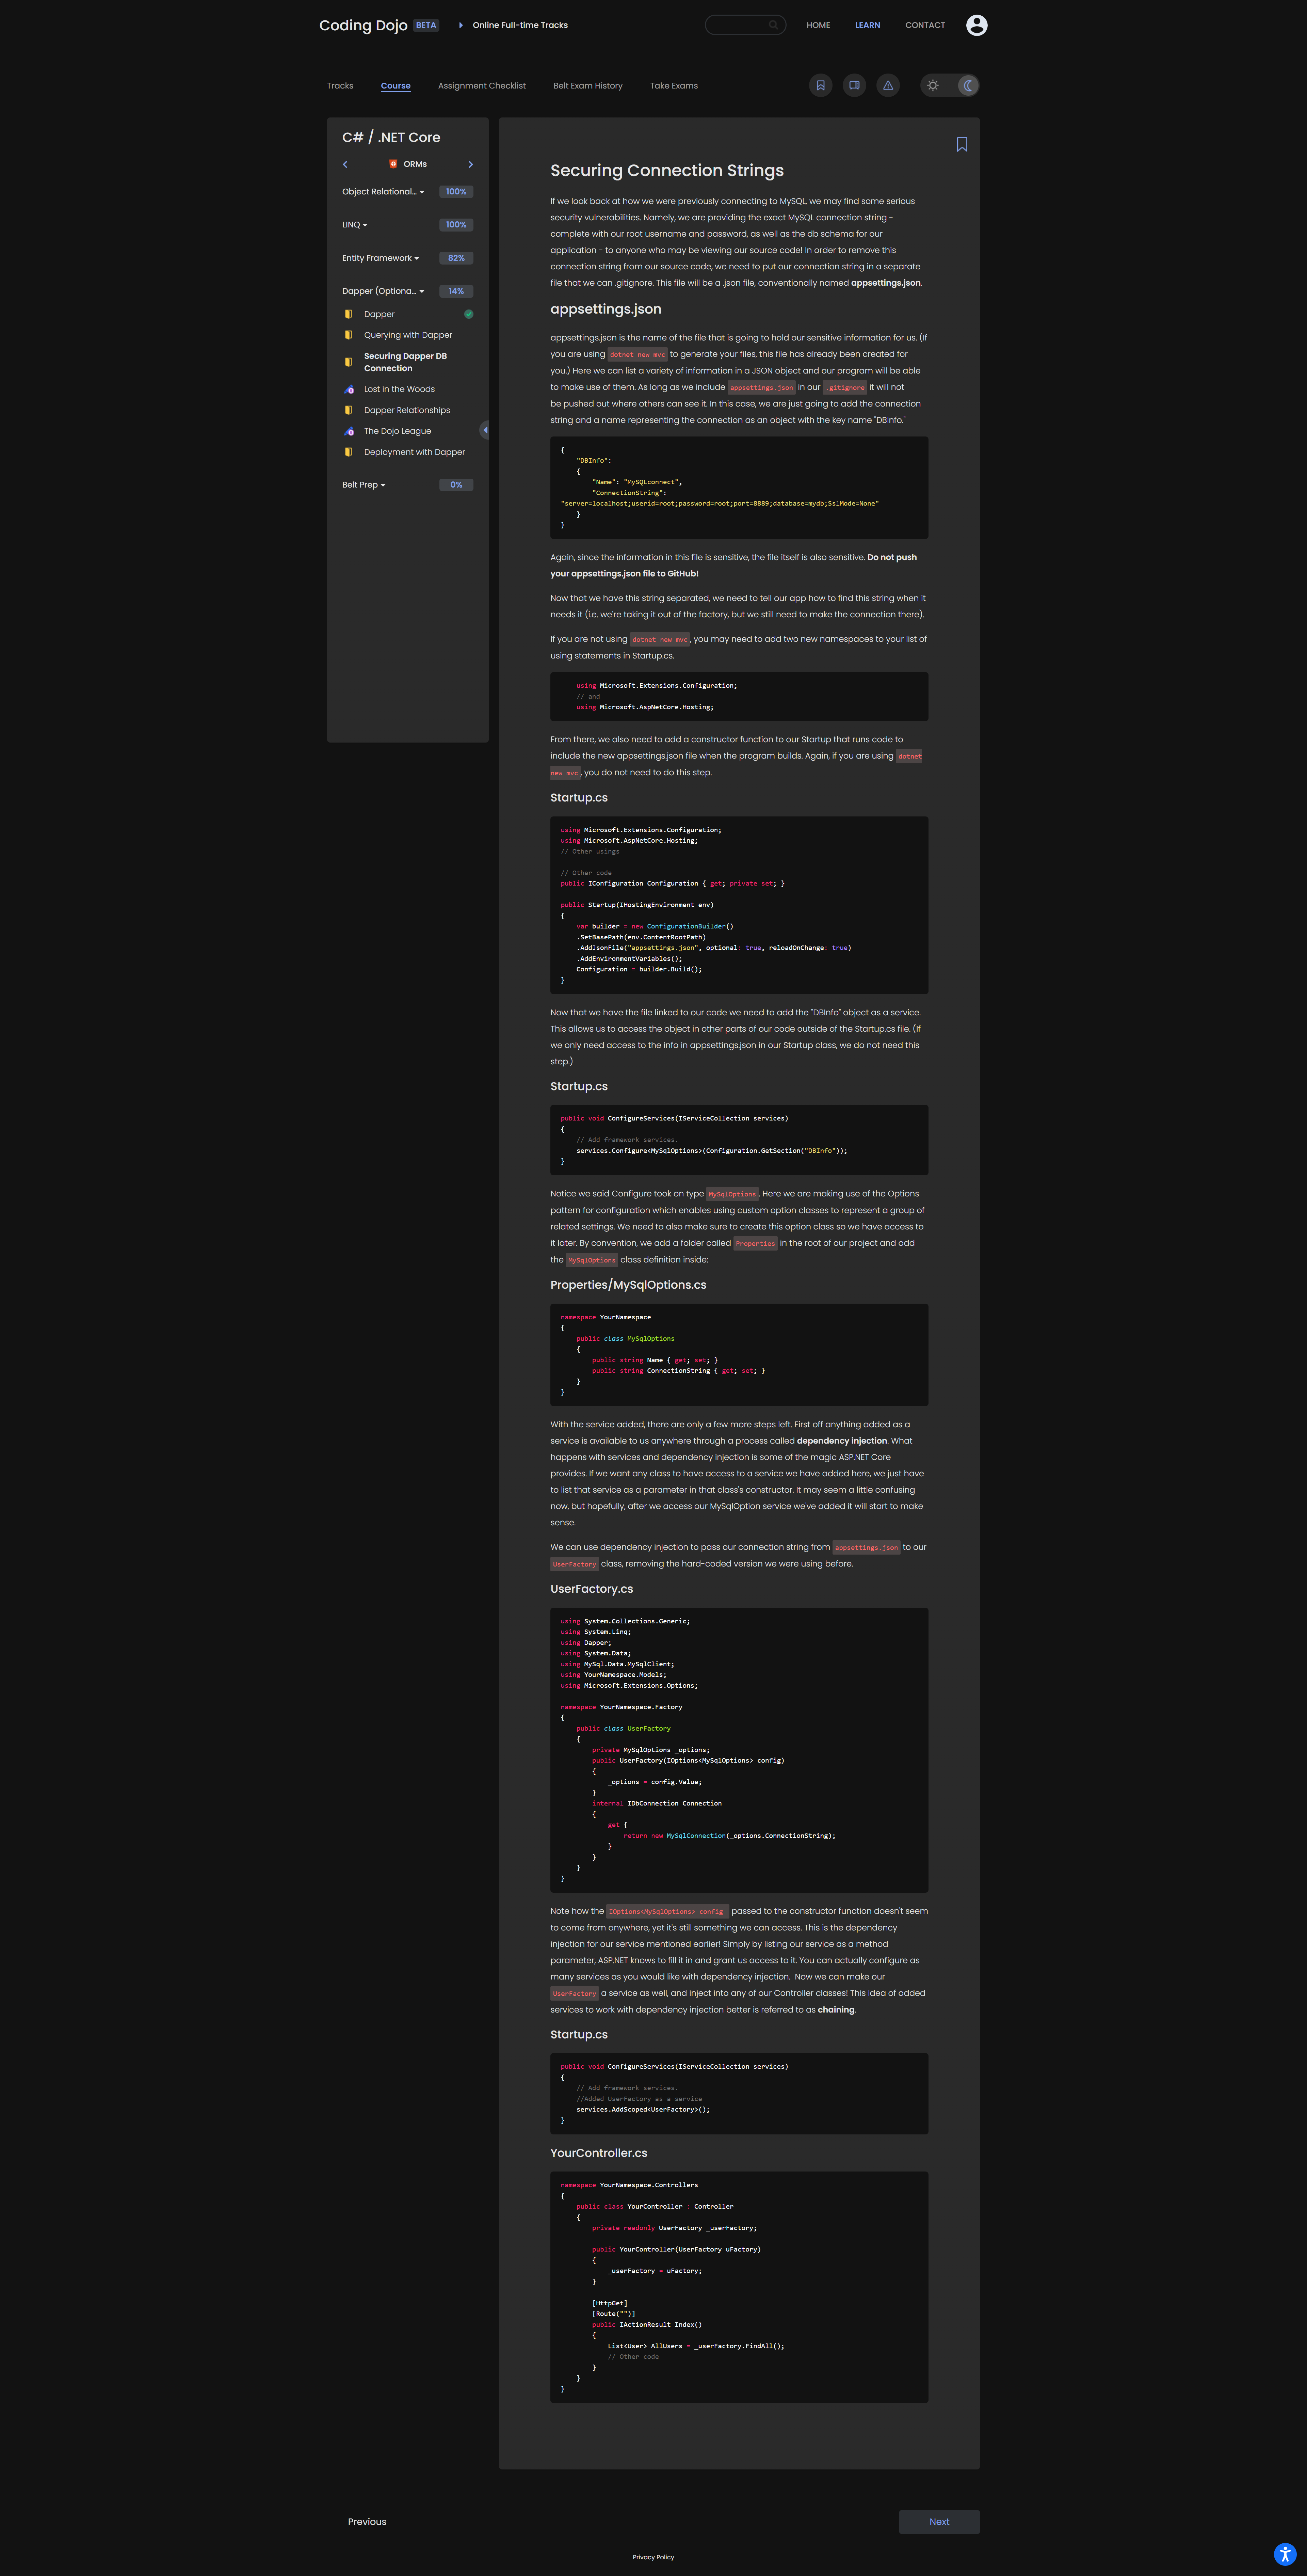 Coding Dojo BETA
Online Full-time Tracks
HOME LEARN CONTACT
Tracks Course Assignment Checklist Belt Exam History Take Exams
C# / .NET Core
ORMs
Object Relational... 100%
LINQ 100%
Entity Framework 82%
Dapper (Optiona... 14%
Dapper
Querying with Dapper
Securing Dapper DB
Connection
Lost in the Woods
Dapper Relationships
The Dojo League
Deployment with Dapper
Belt Prep 0%
Securing Connection Strings
If we look back at how we were previously connecting to MySQL, we may find some serious
security vulnerabilities. Namely, we are providing the exact MySQL connection string -
complete with our root username and password, as well as the db schema for our
application - to anyone who may be viewing our source code! In order to remove this
connection string from our source code, we need to put our connection string in a separate
file that we can .gitignore. This file will be a .json file, conventionally named appsettings.json.
appsettings.json
appsettings.json is the name of the file that is going to hold our sensitive information for us. (If
you are using dotnet new mvc to generate your files, this file has already been created for
you.) Here we can list a variety of information in a JSON object and our program will be able
to make use of them. As long as we include appsettings.json in our .gitignore it will not
be pushed out where others can see it. In this case, we are just going to add the connection
string and a name representing the connection as an object with the key name "DBInfo."
{
"DBInfo":
{
"Name": "MySQLconnect",
"ConnectionString":
"server=localhost;userid=root;password=root;port=8889;database=mydb;SslMode=None"
}
}
Again, since the information in this file is sensitive, the file itself is also sensitive. Do not push
your appsettings.json file to GitHub!
Now that we have this string separated, we need to tell our app how to find this string when it
needs it (i.e. we're taking it out of the factory, but we still need to make the connection there).
If you are not using dotnet new mvc, you may need to add two new namespaces to your list of
using statements in Startup.cs.
using Microsoft.Extensions.Configuration;
// and
using Microsoft.AspNetCore.Hosting;
From there, we also need to add a constructor function to our Startup that runs code to
include the new appsettings.json file when the program builds. Again, if you are using dotnet
new mvc, you do not need to do this step.
Startup.cs
using Microsoft.Extensions.Configuration;
using Microsoft.AspNetCore.Hosting;
// Other usings
// Other code
public IConfiguration Configuration { get; private set; }
public Startup(IHostingEnvironment env)
{
var builder = new ConfigurationBuilder()
.SetBasePath(env.ContentRootPath)
.AddJsonFile("appsettings.json", optional: true, reloadOnChange: true)
.AddEnvironmentVariables();
Configuration = builder.Build();
}
Now that we have the file linked to our code we need to add the "DBInfo" object as a service.
This allows us to access the object in other parts of our code outside of the Startup.cs file. (If
we only need access to the info in appsettings.json in our Startup class, we do not need this
step.)
Startup.cs
public void ConfigureServices(IServiceCollection services)
{
// Add framework services.
services.Configure<MySqlOptions>(Configuration.GetSection("DBInfo"));
}
Notice we said Configure took on type MySqlOptions. Here we are making use of the Options
pattern for configuration which enables using custom option classes to represent a group of
related settings. We need to also make sure to create this option class so we have access to
it later. By convention, we add a folder called Properties in the root of our project and add
the MySqlOptions class definition inside:
Properties/MySqlOptions.cs
namespace YourNamespace
{
public class MySqlOptions
{
public string Name { get; set; }
public string ConnectionString { get; set; }
}
}
With the service added, there are only a few more steps left. First off anything added as a
service is available to us anywhere through a process called dependency injection. What
happens with services and dependency injection is some of the magic ASP.NET Core
provides. If we want any class to have access to a service we have added here, we just have
to list that service as a parameter in that class's constructor. It may seem a little confusing
now, but hopefully, after we access our MySqlOption service we've added it will start to make
sense.
We can use dependency injection to pass our connection string from appsettings.json to our
UserFactory class, removing the hard-coded version we were using before.
UserFactory.cs
using System.Collections.Generic;
using System.Linq;
using Dapper;
using System.Data;
using MySql.Data.MySqlClient;
using YourNamespace.Models;
using Microsoft.Extensions.Options;
namespace YourNamespace.Factory
{
public class UserFactory
{
private MySqlOptions _options;
public UserFactory(IOptions<MySqlOptions> config)
{
_options = config.Value;
}
internal IDbConnection Connection
{
get {
return new MySqlConnection(_options.ConnectionString);
}
}
}
}
Note how the IOptions<MySqlOptions> config passed to the constructor function doesn't seem
to come from anywhere, yet it's still something we can access. This is the dependency
injection for our service mentioned earlier! Simply by listing our service as a method
parameter, ASP.NET knows to fill it in and grant us access to it. You can actually configure as
many services as you would like with dependency injection. Now we can make our
UserFactory a service as well, and inject into any of our Controller classes! This idea of added
services to work with dependency injection better is referred to as chaining.
Startup.cs
public void ConfigureServices(IServiceCollection services)
{
// Add framework services.
//Added UserFactory as a service
services.AddScoped<UserFactory>();
}
YourController.cs
namespace YourNamespace.Controllers
{
public class YourController : Controller
{
private readonly UserFactory _userFactory;
public YourController(UserFactory uFactory)
{
_userFactory = uFactory;
}
[HttpGet]
[Route("")]
public IActionResult Index()
{
List<User> AllUsers = _userFactory.FindAll();
// Other code
}
}
}
Previous Next
Privacy Policy